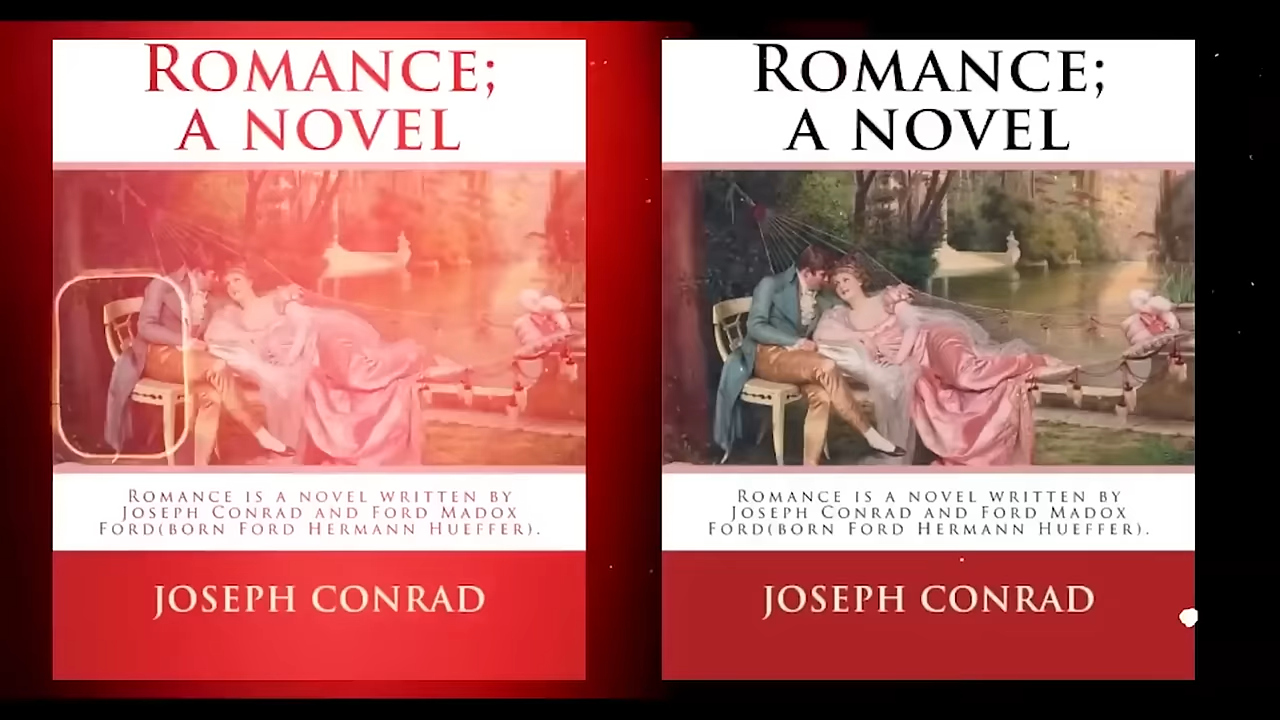 ROMANCE;
A NOVEL
ROMANCE IS A NOVEL WRITTEN BY
JOSEPH CONRAD AND FORD MADOX
FORD(BORN FORD HERMANN HUEFFER).
JOSEPH CONRAD
ROMANCE;
A NOVEL
ROMANCE IS A NOVEL WRITTEN BY
JOSEPH CONRAD AND FORD MADOX
FORD(BORN FORD HERMANN HUEFFER).
JOSEPH CONRAD